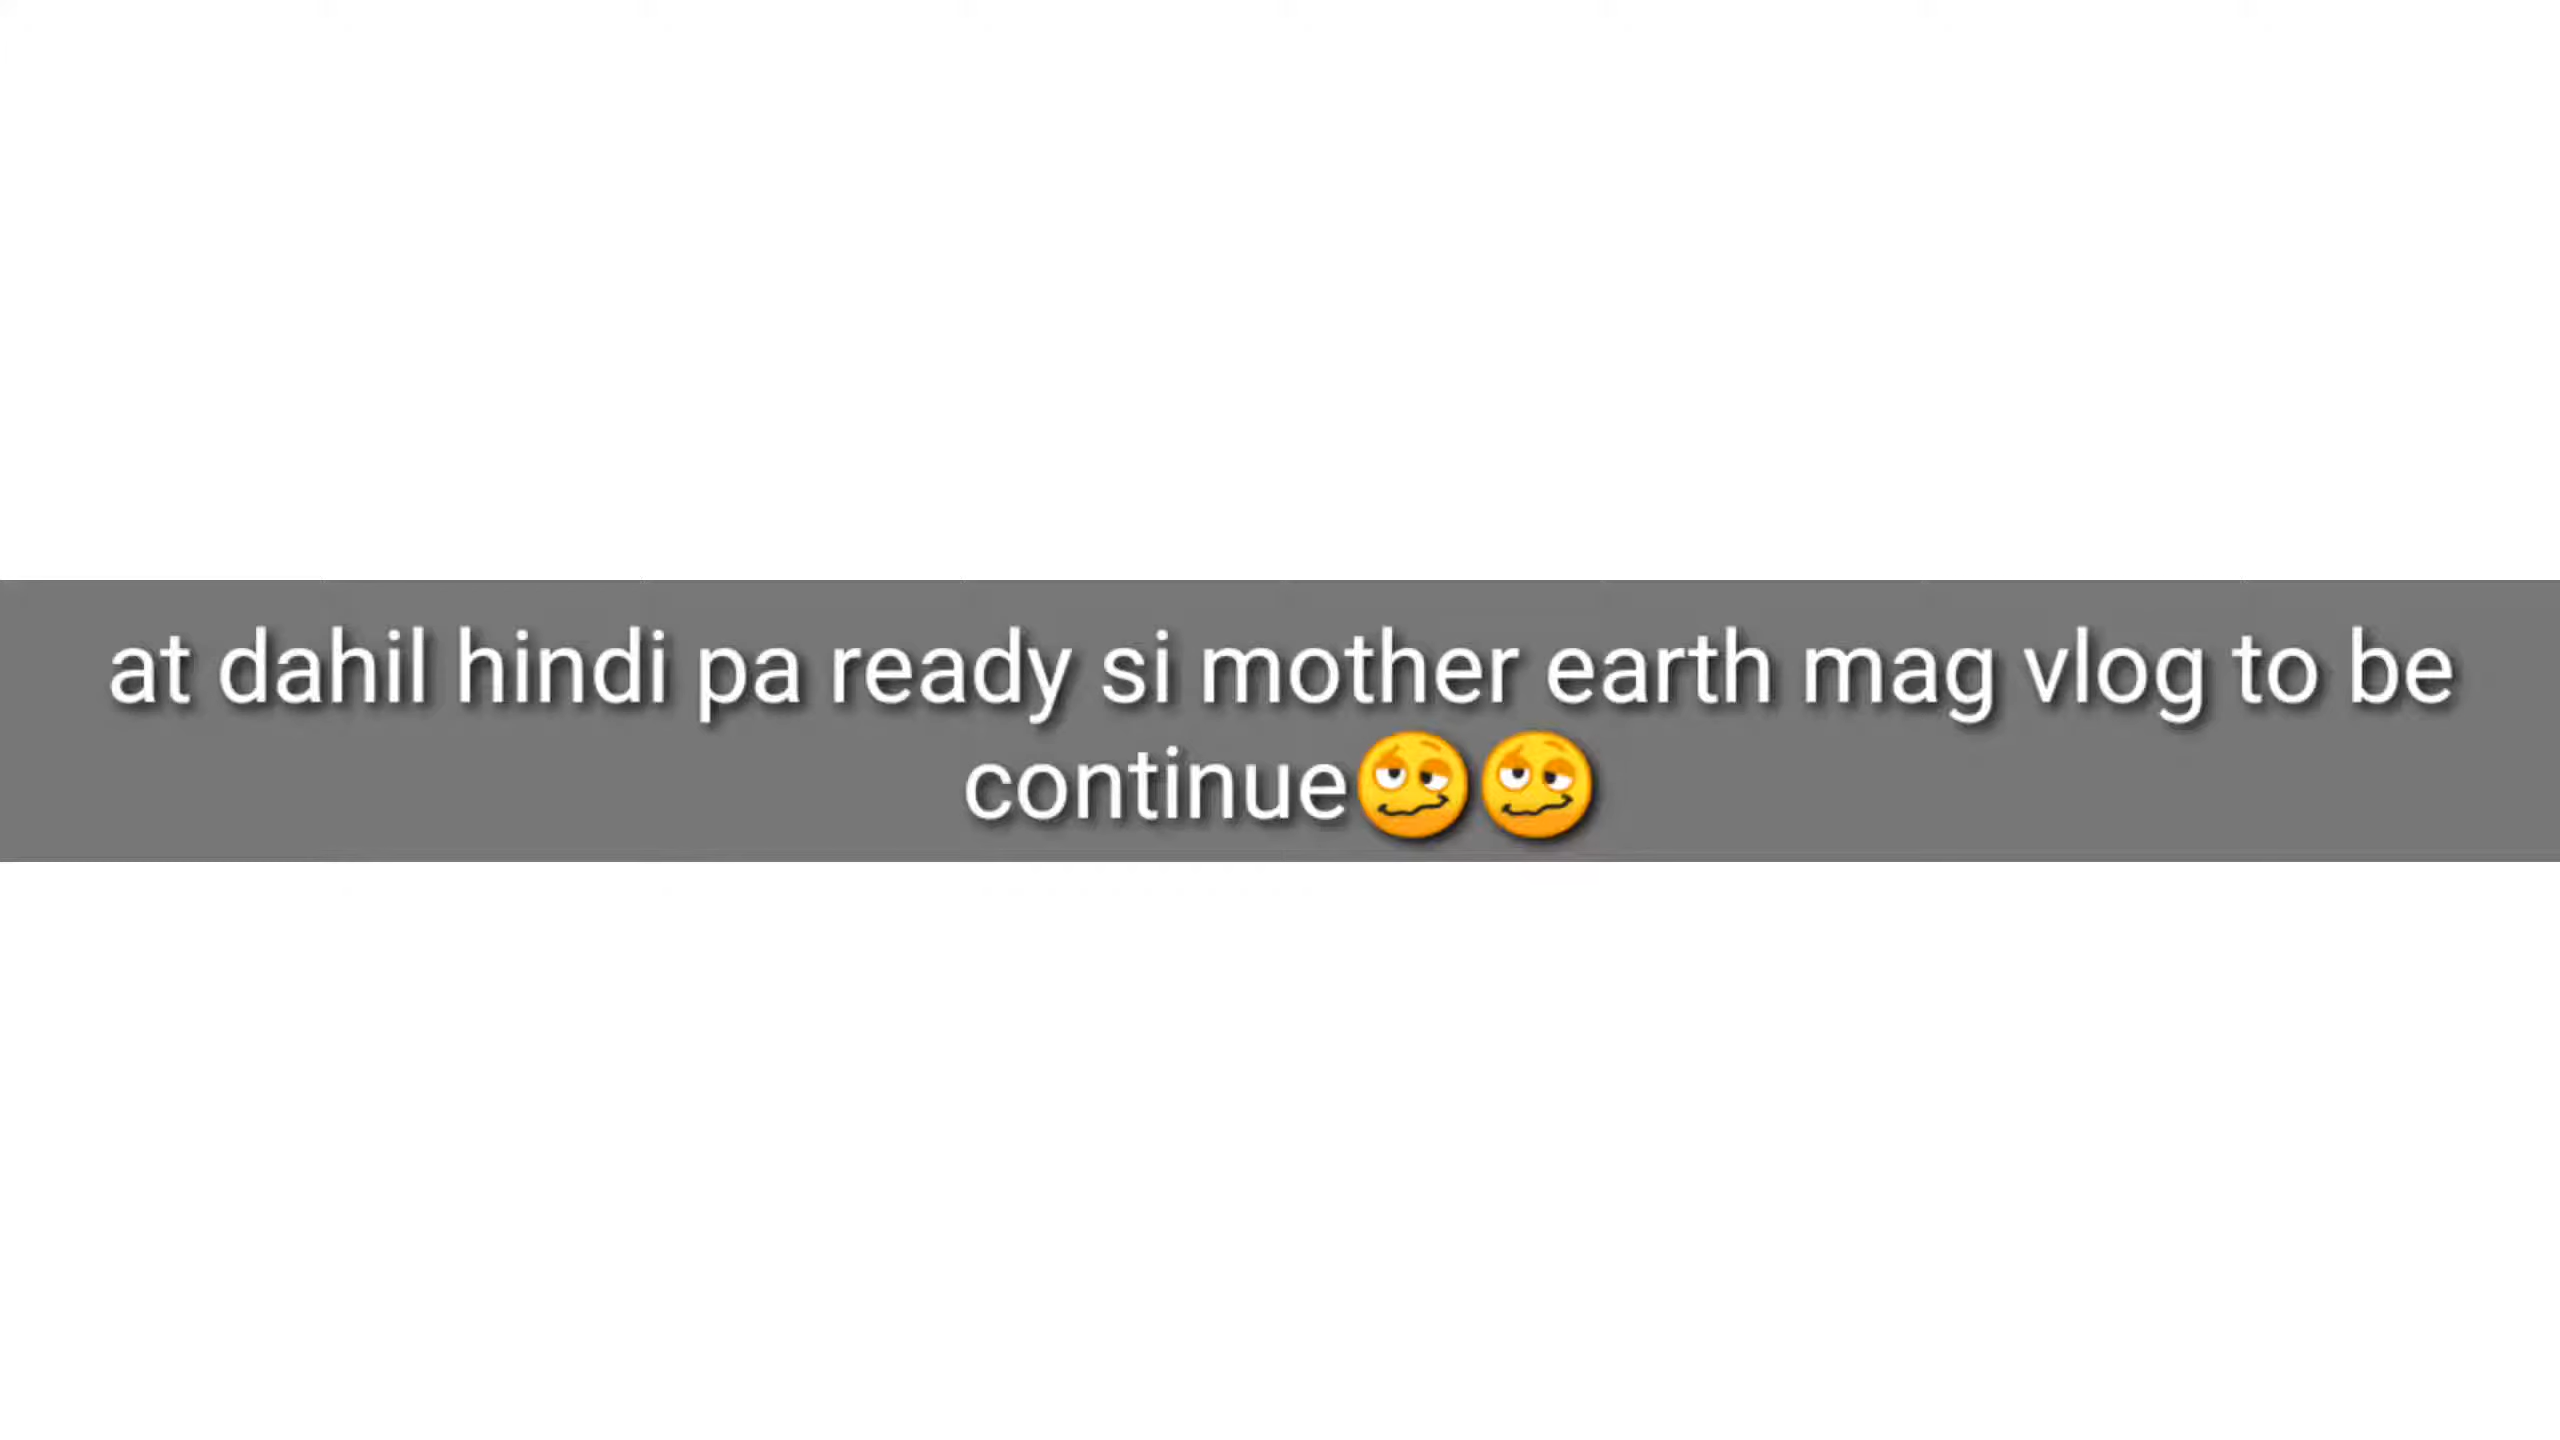 at dahil hindi pa ready si mother earth mag vlog to be
continue🥴🥴